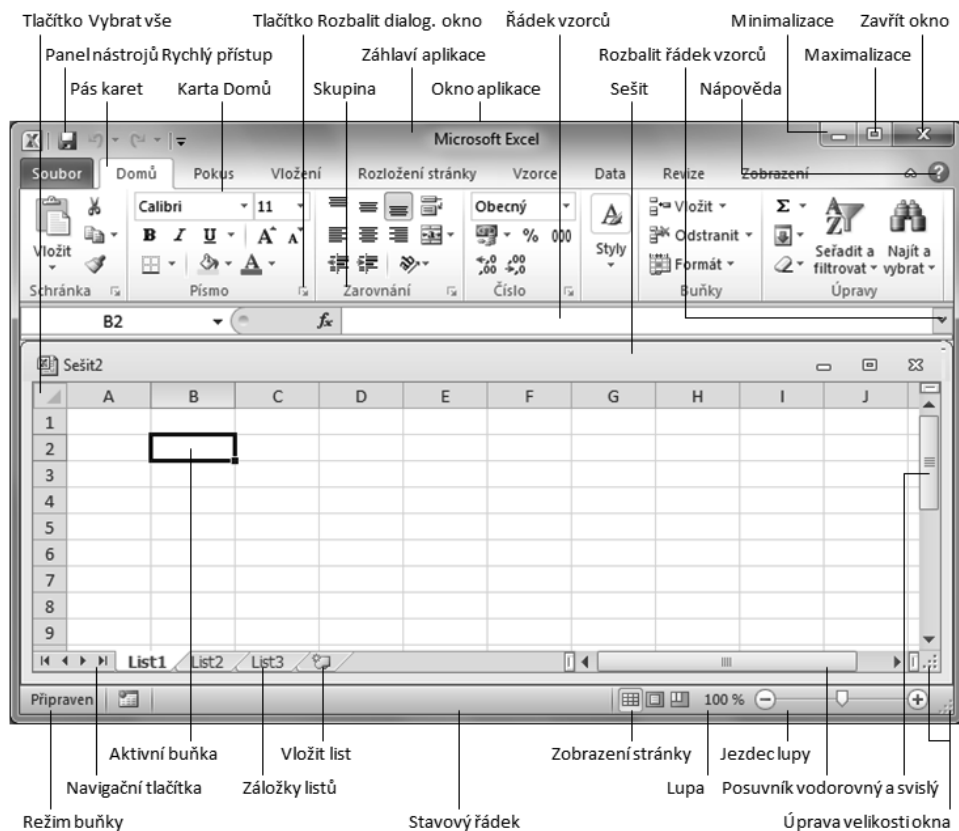 Tlačítko Vybrat vše Tlačítko Rozbalit dialog. okno Řádek vzorců Minimalizace Zavřít okno
Panel nástrojů Rychlý přístup Záhlaví aplikace Rozbalit řádek vzorců Maximalizace
Pás karet Karta Domů Skupina Okno aplikace Sešit Nápověda
Microsoft Excel
Soubor Domů Pokus Vložení Rozložení stránky Vzorce Data Revize Zobrazení
Calibri 11 Obecný Vložit Σ
Vložit B I U A A % 000 Styly Odstranit Seřadit a filtrovat Najít a vybrat
A Formát
Schránka Písmo Zarovnání Číslo Buňky Úpravy
B2 fx
Sešit2
A B C D E F G H I J
1
2
3
4
5
6
7
8
9
List1 List2 List3
Připraven 100 %
Aktivní buňka Vložit list Zobrazení stránky Jezdec lupy
Navigační tlačítka Záložky listů Lupa Posuvník vodorovný a svislý
Režim buňky Stavový řádek Úprava velikosti okna